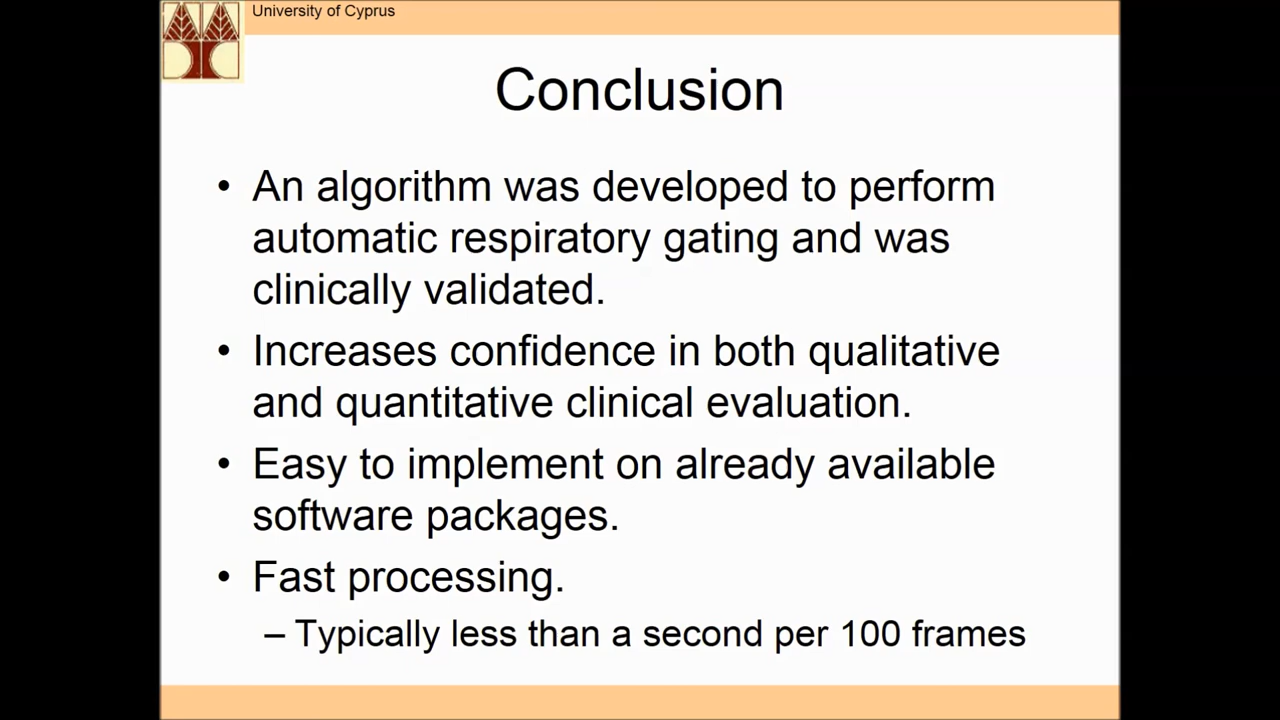 University of Cyprus
Conclusion
• An algorithm was developed to perform
automatic respiratory gating and was
clinically validated.
• Increases confidence in both qualitative
and quantitative clinical evaluation.
• Easy to implement on already available
software packages.
• Fast processing.
– Typically less than a second per 100 frames